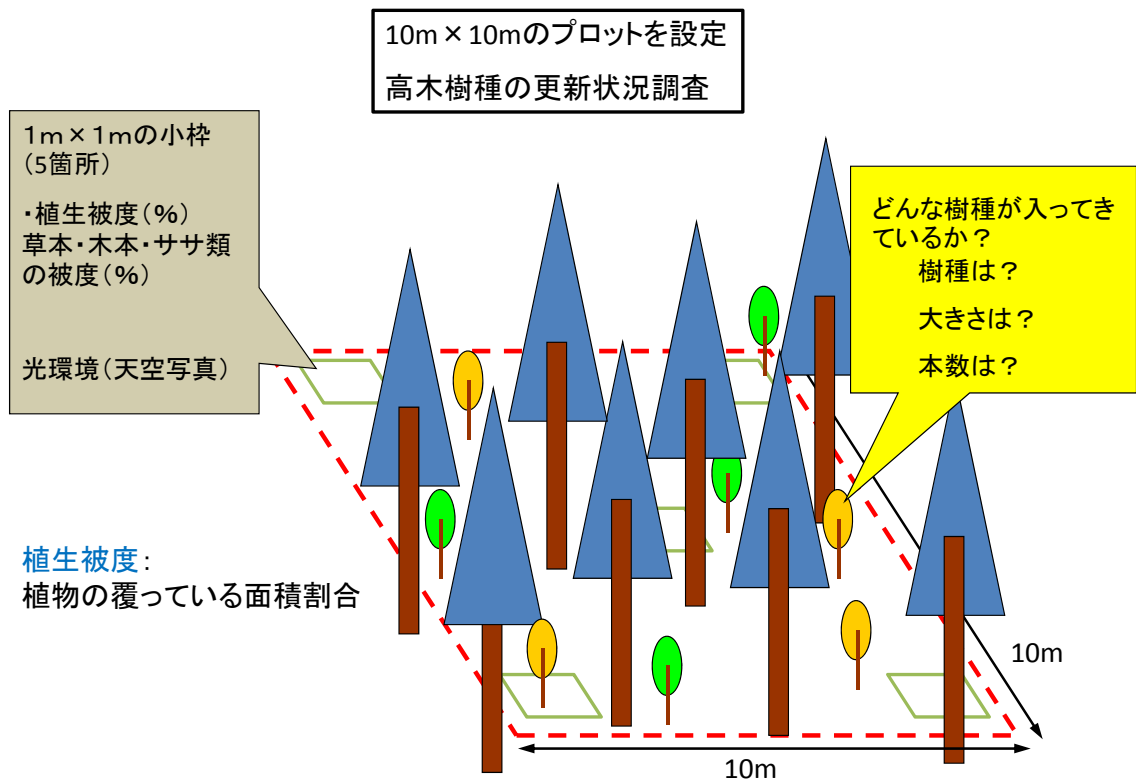 10m×10mのプロットを設定
高木樹種の更新状況調査
1m×1mの小枠
(5箇所)
・植生被度(%)
草本・木本・ササ類
の被度(%)
光環境(天空写真)
どんな樹種が入ってき
ているか?
樹種は?
大きさは?
本数は?
植生被度:
植物の覆っている面積割合
10m
10m